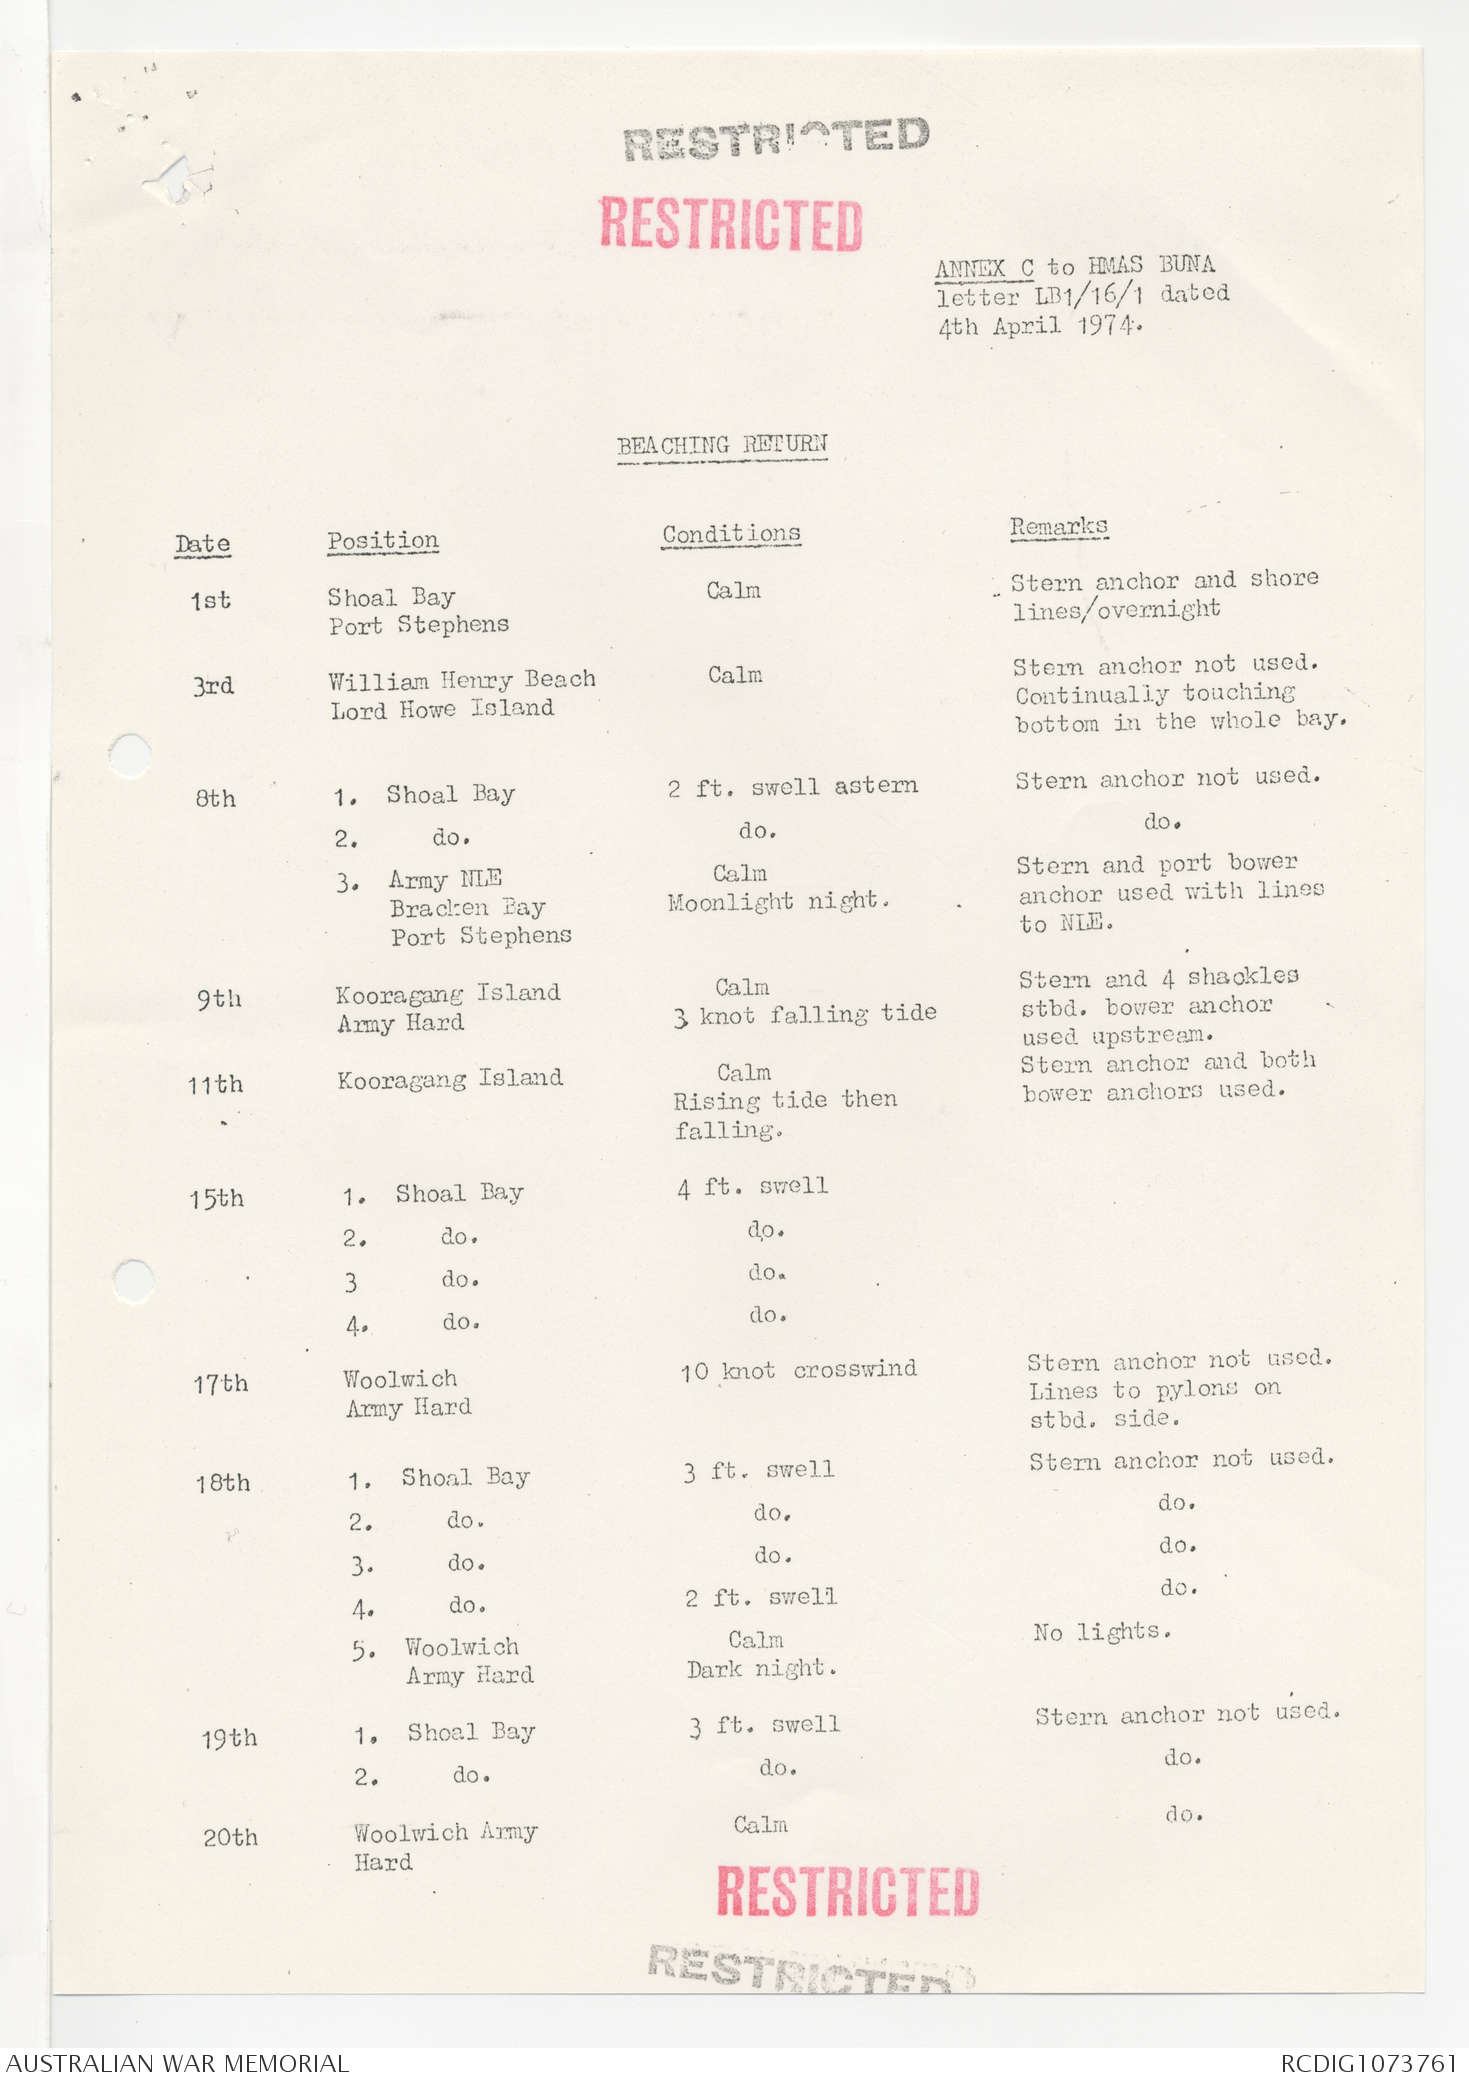 RESTRICTED
RESTRICTED
ANNEX C to HMAS BUNA
letter LB1/16/1 dated
4th April 1974.
BEACHING RETURN
Date Position Conditions Remarks
1st Shoal Bay Calm Stern anchor and shore
Port Stephens lines/overnight
3rd William Henry Beach Calm Stern anchor not used.
Lord Howe Island Continually touching
bottom in the whole bay.
8th 1. Shoal Bay 2 ft. swell astern Stern anchor not used.
2. do. do. do.
3. Army NLE Calm Stern and port bower
Bracken Bay Moonlight night. anchor used with lines
Port Stephens to NLE.
9th Kooragang Island Calm Stern and 4 shackles
Army Hard 3 knot falling tide stbd. bower anchor
used upstream.
11th Kooragang Island Calm Stern anchor and both
Rising tide then bower anchors used.
falling.
15th 1. Shoal Bay 4 ft. swell
2. do. do.
3 do. do.
4. do. do.
17th Woolwich 10 knot crosswind Stern anchor not used.
Army Hard Lines to pylons on
stbd. side.
18th 1. Shoal Bay 3 ft. swell Stern anchor not used.
2. do. do. do.
3. do. do. do.
4. do. 2 ft. swell do.
5. Woolwich Calm No lights.
Army Hard Dark night.
19th 1. Shoal Bay 3 ft. swell Stern anchor not used.
2. do. do. do.
20th Woolwich Army Calm do.
Hard
RESTRICTED
RESTRICTED
AUSTRALIAN WAR MEMORIAL RCDIG1073761